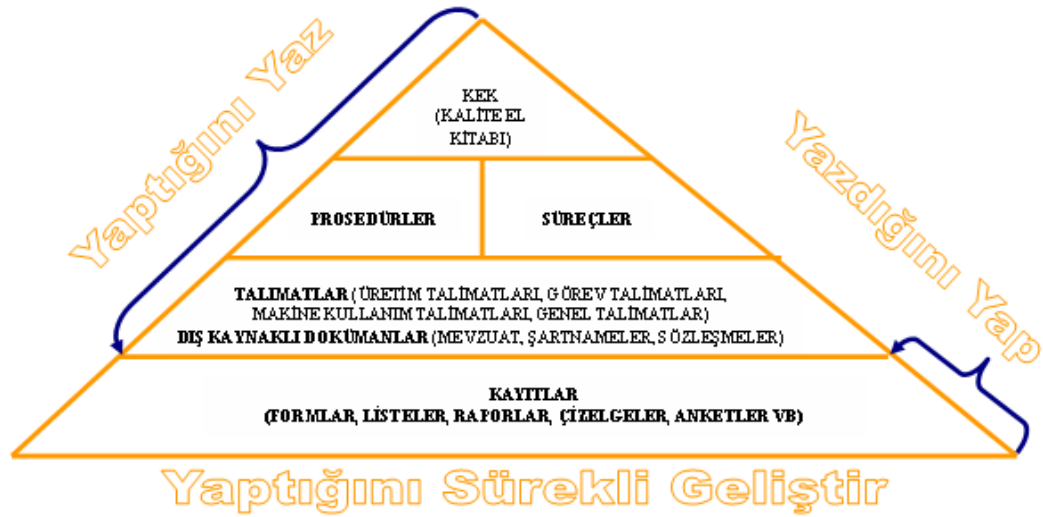 Yaptığını Yaz
KEK
(KALİTE EL
KİTABI)
Yazdığını Yap
PROSEDÜRLER
SÜREÇLER
TALIMATLAR (ÜRETİM TALİMATLARI, GÖREV TALİMATLARI,
MAKİNE KULLANIM TALİMATLARI, GENEL TALİMATLAR)
DIŞ KAYNAKLI DOKÜMANLAR (MEVZUAT, ŞARTNAMELER, SÖZLEŞMELER)
KAYITLAR
(FORMLAR, LİSTELER, RAPORLAR, ÇİZELGELER, ANKETLER VB)
Yaptığını Sürekli Geliştir